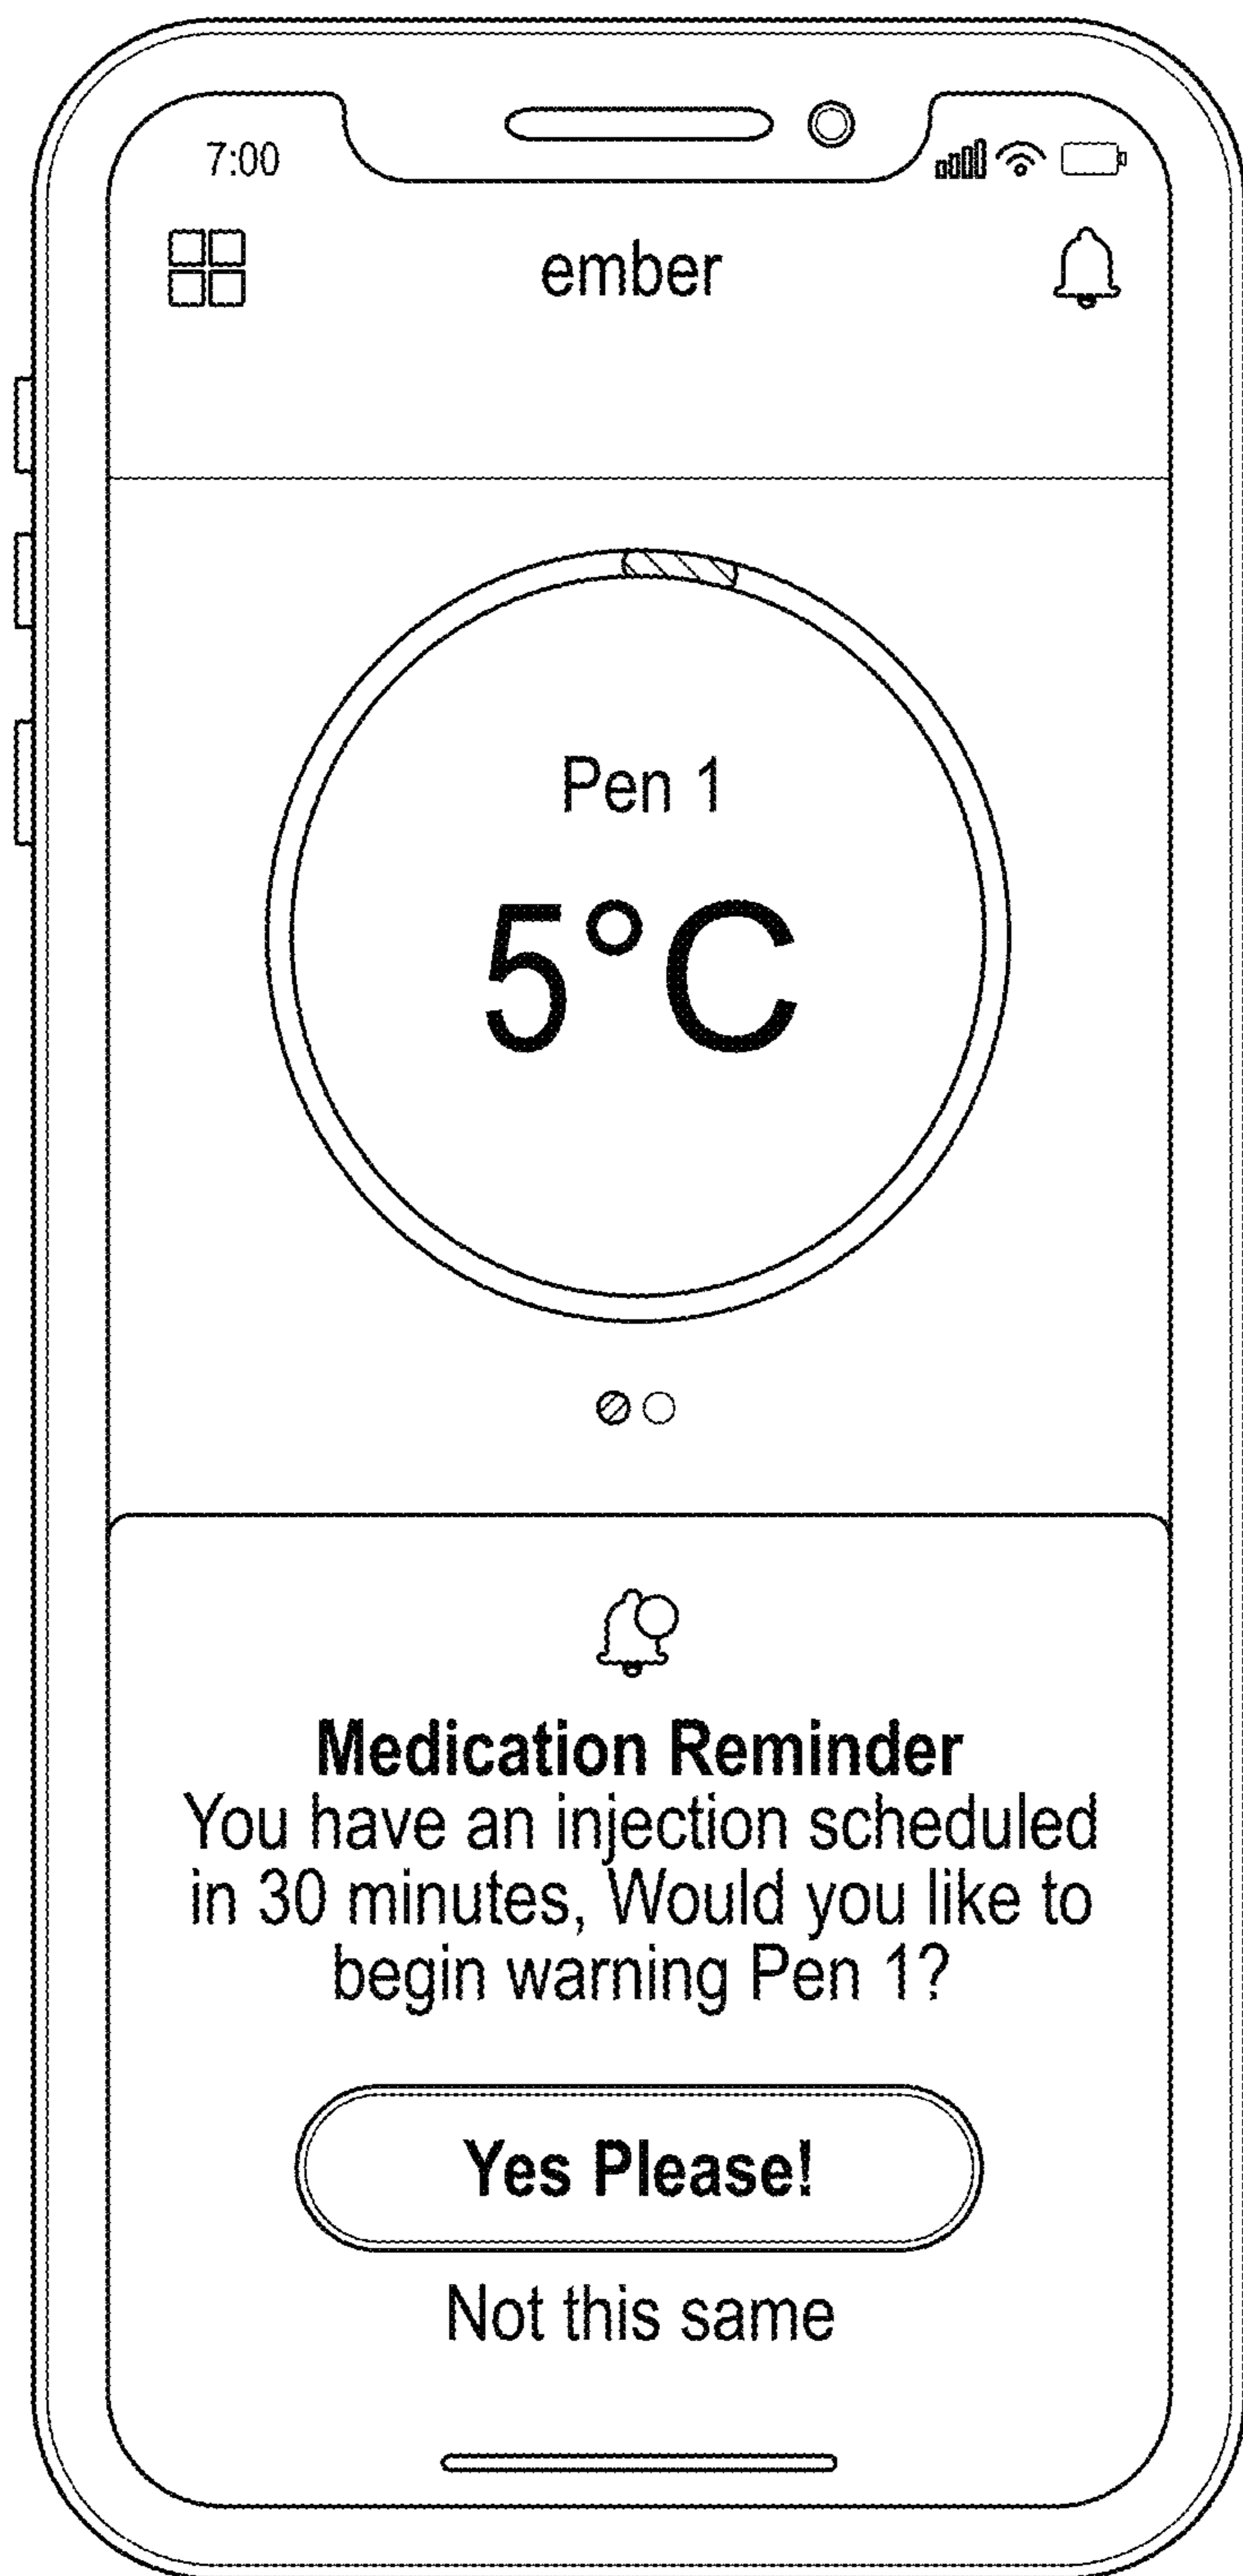 7:00
ember
Pen 1
5°C
Medication Reminder
You have an injection scheduled
in 30 minutes, Would you like to
begin warning Pen 1?
Yes Please!
Not this same